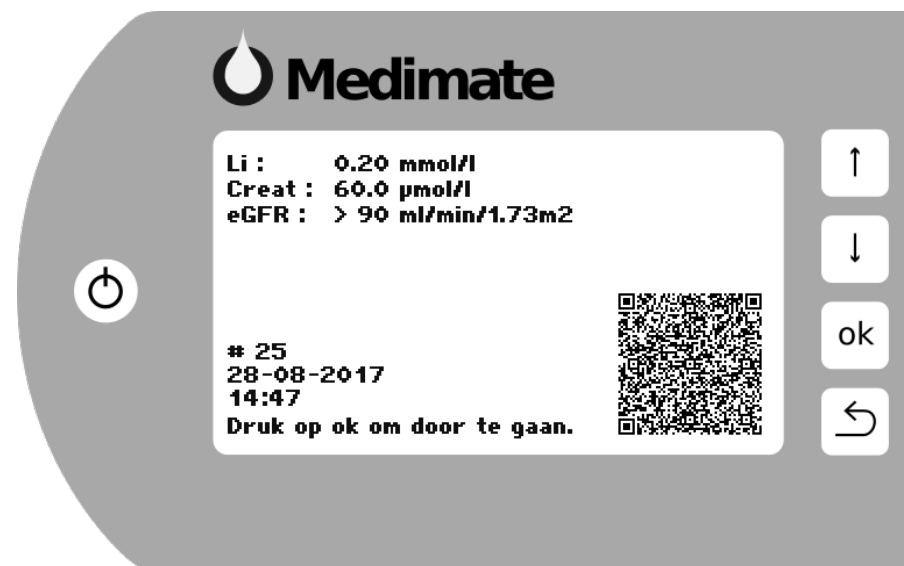 Medimate
Li : 0.20 mmol/l
Creat : 60.0 µmol/l
eGFR : > 90 ml/min/1.73m2
# 25
28-08-2017
14:47
Druk op ok om door te gaan.
↑
↓
ok